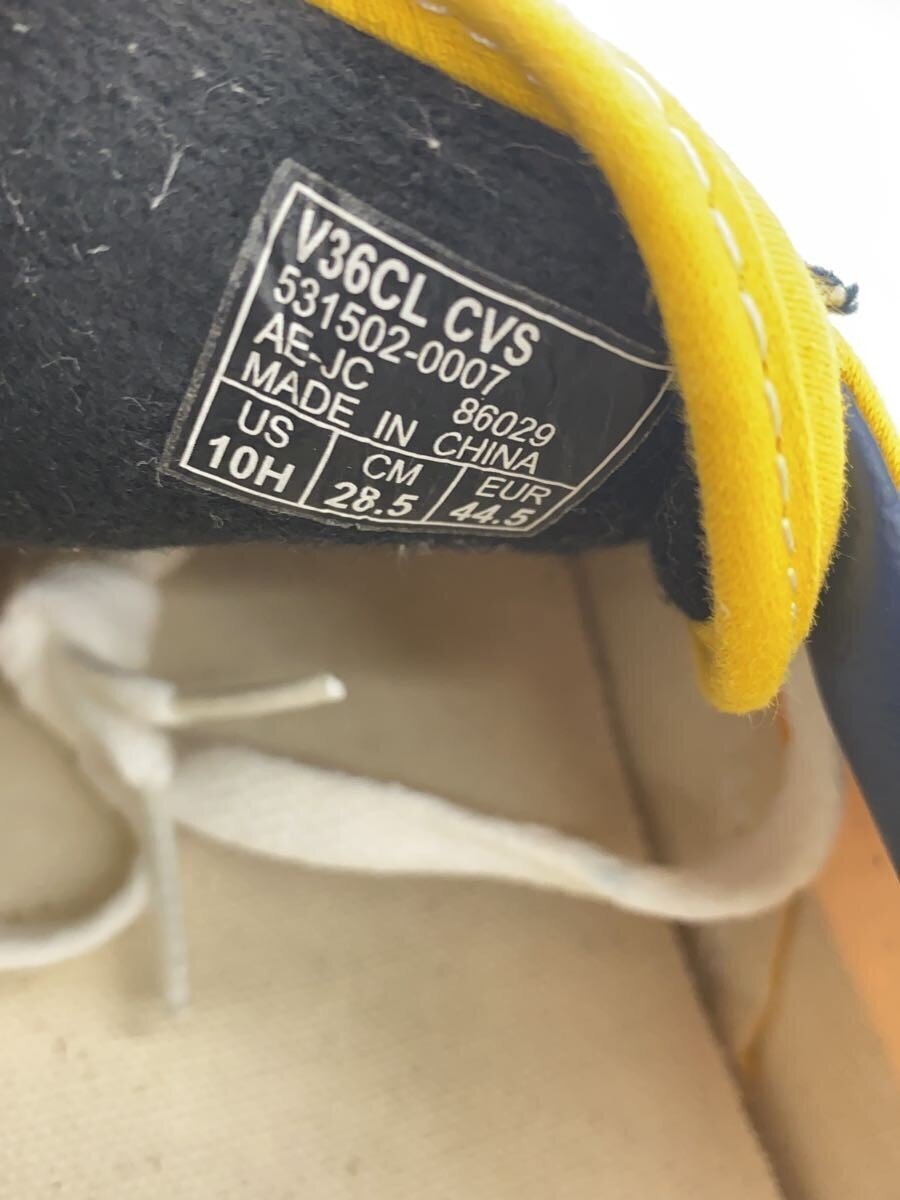 V36CL CVS
531502-0007
AE-JC 86029
MADE IN CHINA
US CM EUR
10H 28.5 44.5